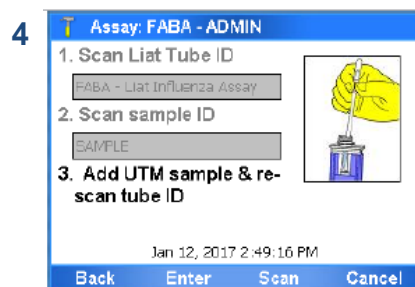 4
Assay: FABA - ADMIN
1. Scan Liat Tube ID
FABA - Liat Influenza Assay
2. Scan sample ID
SAMPLE
3. Add UTM sample & re-
scan tube ID
Jan 12, 2017 2:49:16 PM
Back Enter Scan Cancel